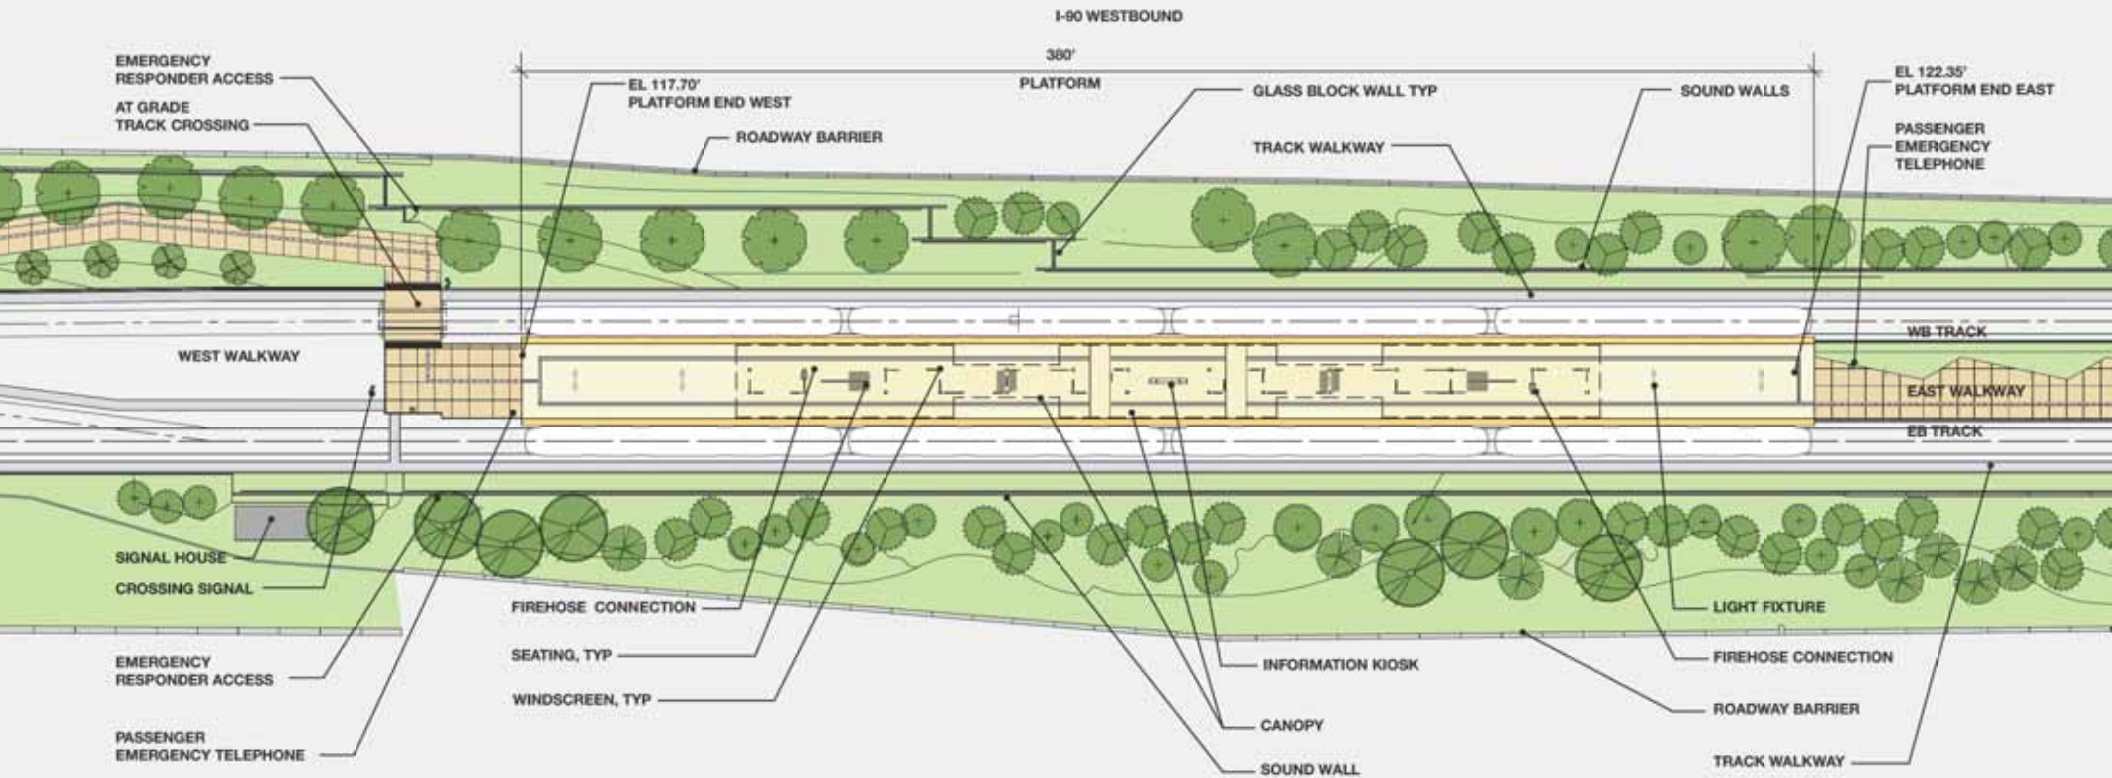 I-90 WESTBOUND
380'
PLATFORM
EMERGENCY
RESPONDER ACCESS
AT GRADE
TRACK CROSSING
EL 117.70'
PLATFORM END WEST
ROADWAY BARRIER
GLASS BLOCK WALL TYP
TRACK WALKWAY
SOUND WALLS
EL 122.35'
PLATFORM END EAST
PASSENGER
EMERGENCY
TELEPHONE
WEST WALKWAY
WB TRACK
EAST WALKWAY
EB TRACK
SIGNAL HOUSE
CROSSING SIGNAL
EMERGENCY
RESPONDER ACCESS
PASSENGER
EMERGENCY TELEPHONE
FIREHOSE CONNECTION
SEATING, TYP
WINDSCREEN, TYP
INFORMATION KIOSK
CANOPY
SOUND WALL
LIGHT FIXTURE
FIREHOSE CONNECTION
ROADWAY BARRIER
TRACK WALKWAY